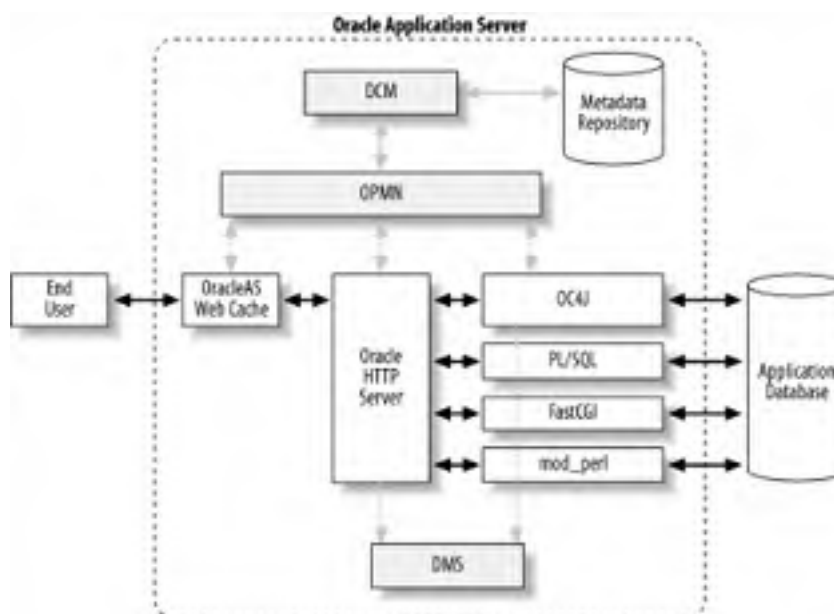 Oracle Application Server
DCM
Metadata
Repository
OPMN
End
User
OracleAS
Web Cache
Oracle
HTTP
Server
OC4J
PL/SQL
FastCGI
mod_perl
Application
Database
DMS